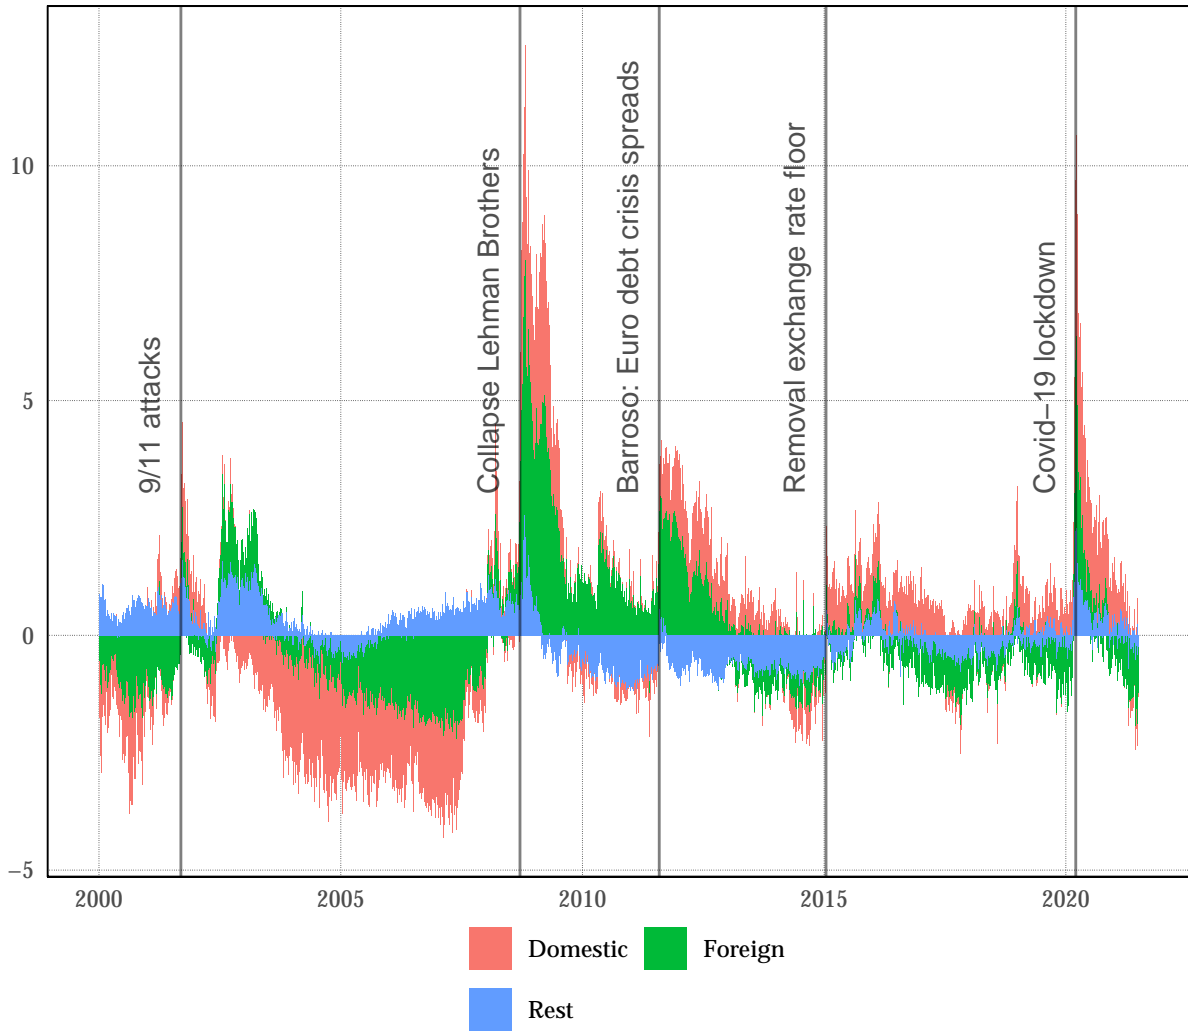 10
5
0
−5
9/11 attacks
Collapse Lehman Brothers
Barroso: Euro debt crisis spreads
Removal exchange rate floor
Covid−19 lockdown
2000 2005 2010 2015 2020
Domestic Foreign
Rest